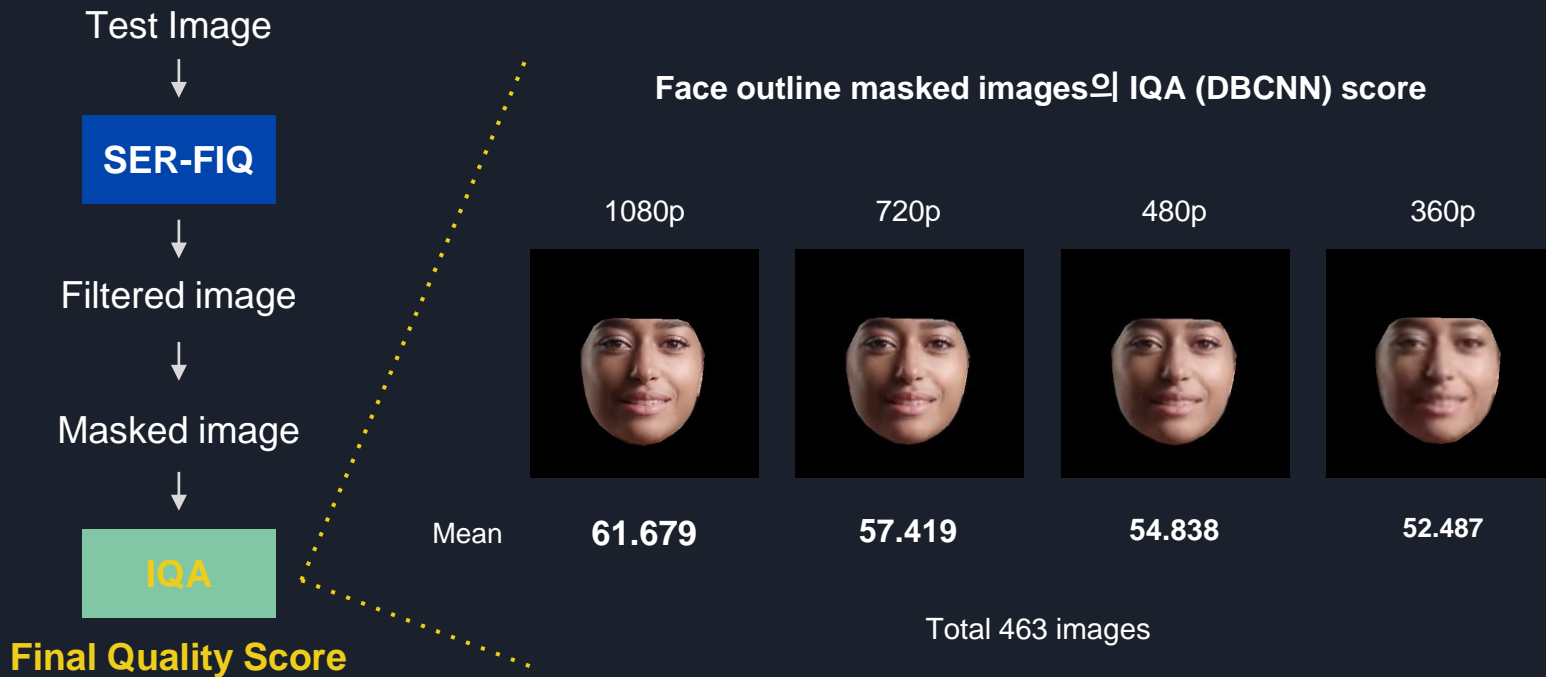 Test Image
SER-FIQ
Filtered image
Masked image
IQA
Final Quality Score
Face outline masked images의 IQA (DBCNN) score
1080p 720p 480p 360p
Mean 61.679 57.419 54.838 52.487
Total 463 images